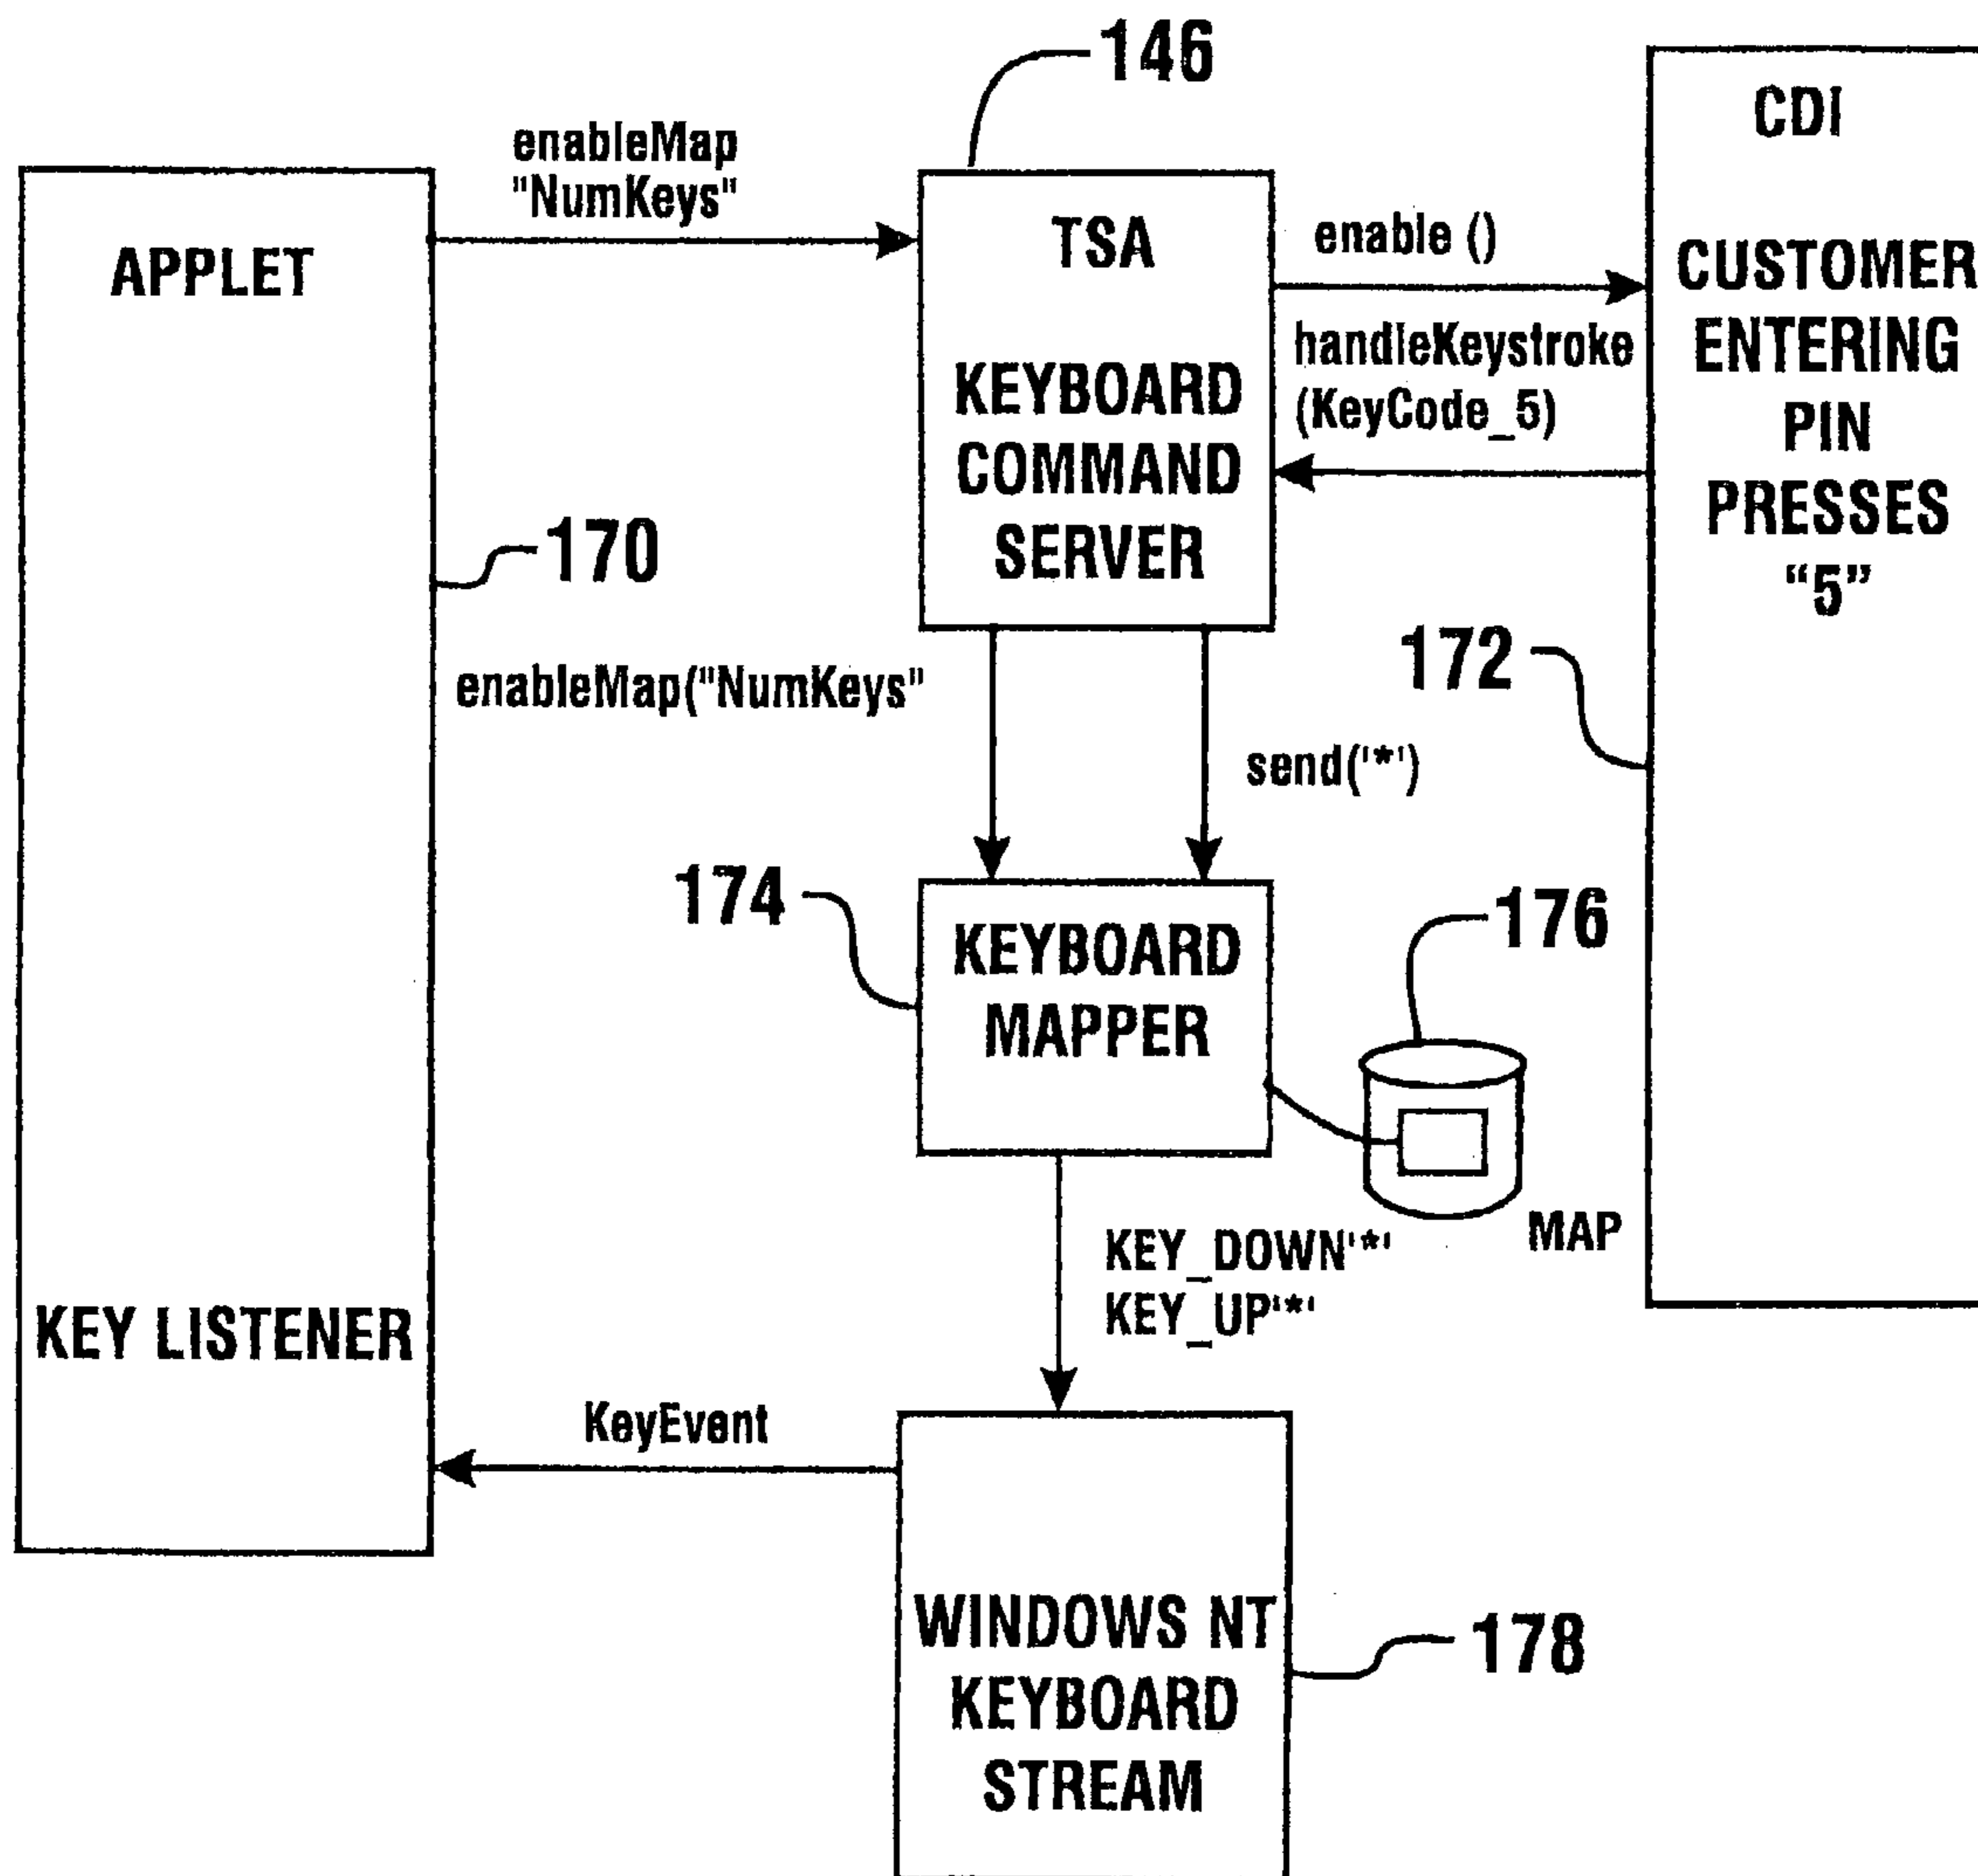 146
CDI
CUSTOMER
ENTERING
PIN
PRESSES
“5”
enableMap
"NumKeys"
APPLET
TSA
KEYBOARD
COMMAND
SERVER
enable ()
handleKeystroke
(KeyCode_5)
170
172
enableMap("NumKeys"
send('*')
174
KEYBOARD
MAPPER
176
MAP
KEY_DOWN'*'
KEY_UP'*'
KEY LISTENER
KeyEvent
WINDOWS NT
KEYBOARD
STREAM
178